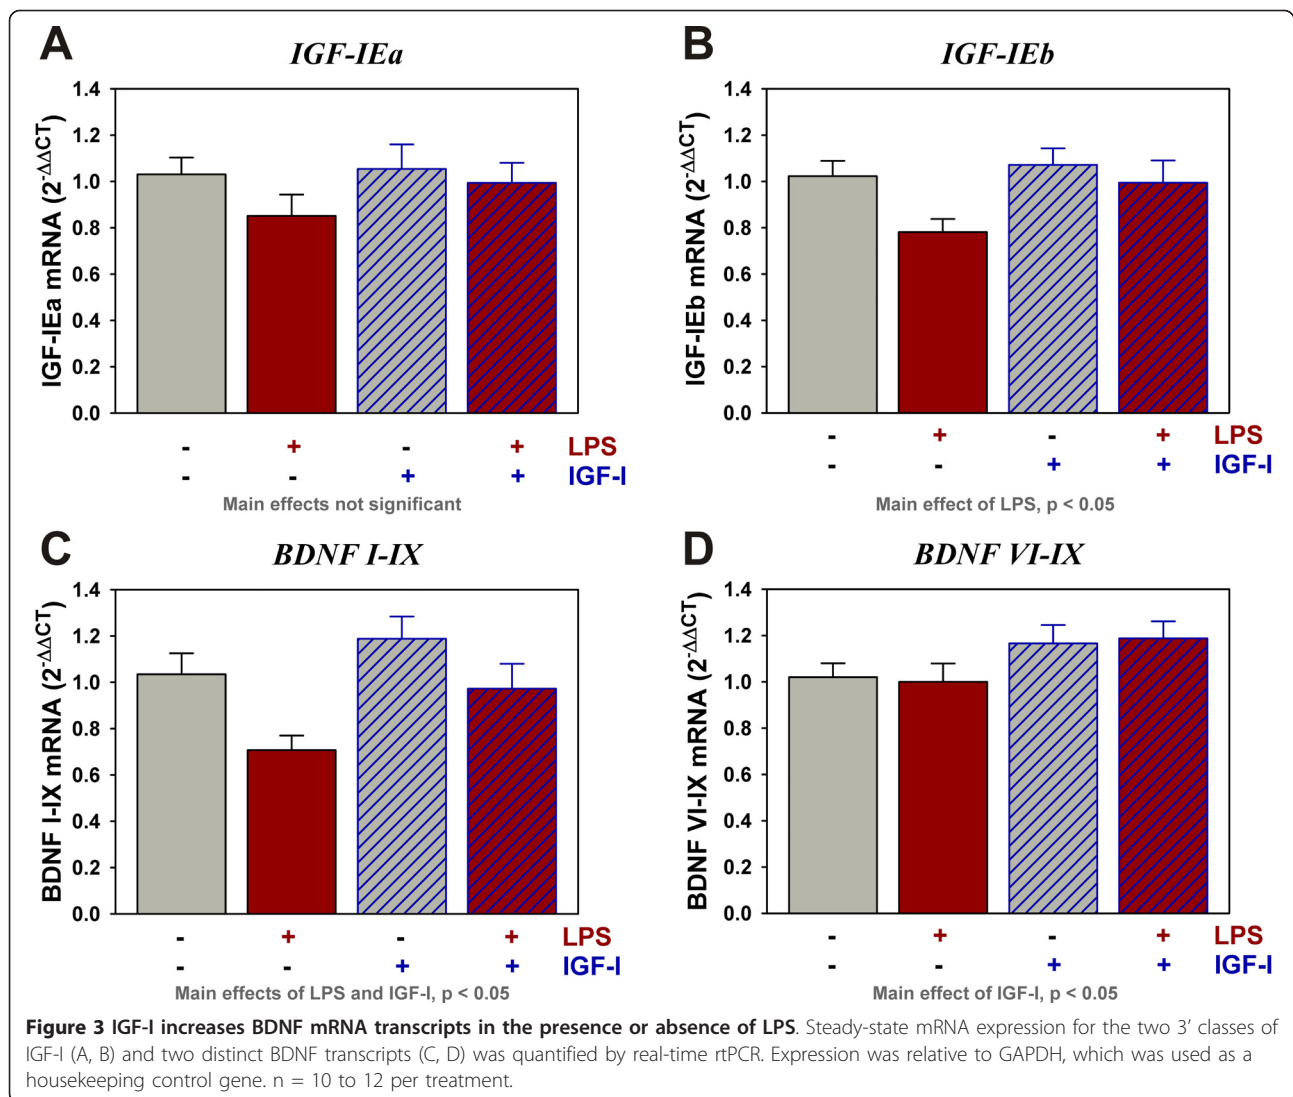 A
IGF-IEa
IGF-IEa mRNA (2^-ΔΔCT)
1.4
1.2
1.0
0.8
0.6
0.4
0.2
0.0
- + - + LPS
- - + + IGF-I
Main effects not significant
B
IGF-IEb
IGF-IEb mRNA (2^-ΔΔCT)
1.4
1.2
1.0
0.8
0.6
0.4
0.2
0.0
- + - + LPS
- - + + IGF-I
Main effect of LPS, p < 0.05
C
BDNF I-IX
BDNF I-IX mRNA (2^-ΔΔCT)
1.4
1.2
1.0
0.8
0.6
0.4
0.2
0.0
- + - + LPS
- - + + IGF-I
Main effects of LPS and IGF-I, p < 0.05
D
BDNF VI-IX
BDNF VI-IX mRNA (2^-ΔΔCT)
1.4
1.2
1.0
0.8
0.6
0.4
0.2
0.0
- + - + LPS
- - + + IGF-I
Main effect of IGF-I, p < 0.05
Figure 3 IGF-I increases BDNF mRNA transcripts in the presence or absence of LPS. Steady-state mRNA expression for the two 3’ classes of
IGF-I (A, B) and two distinct BDNF transcripts (C, D) was quantified by real-time rtPCR. Expression was relative to GAPDH, which was used as a
housekeeping control gene. n = 10 to 12 per treatment.